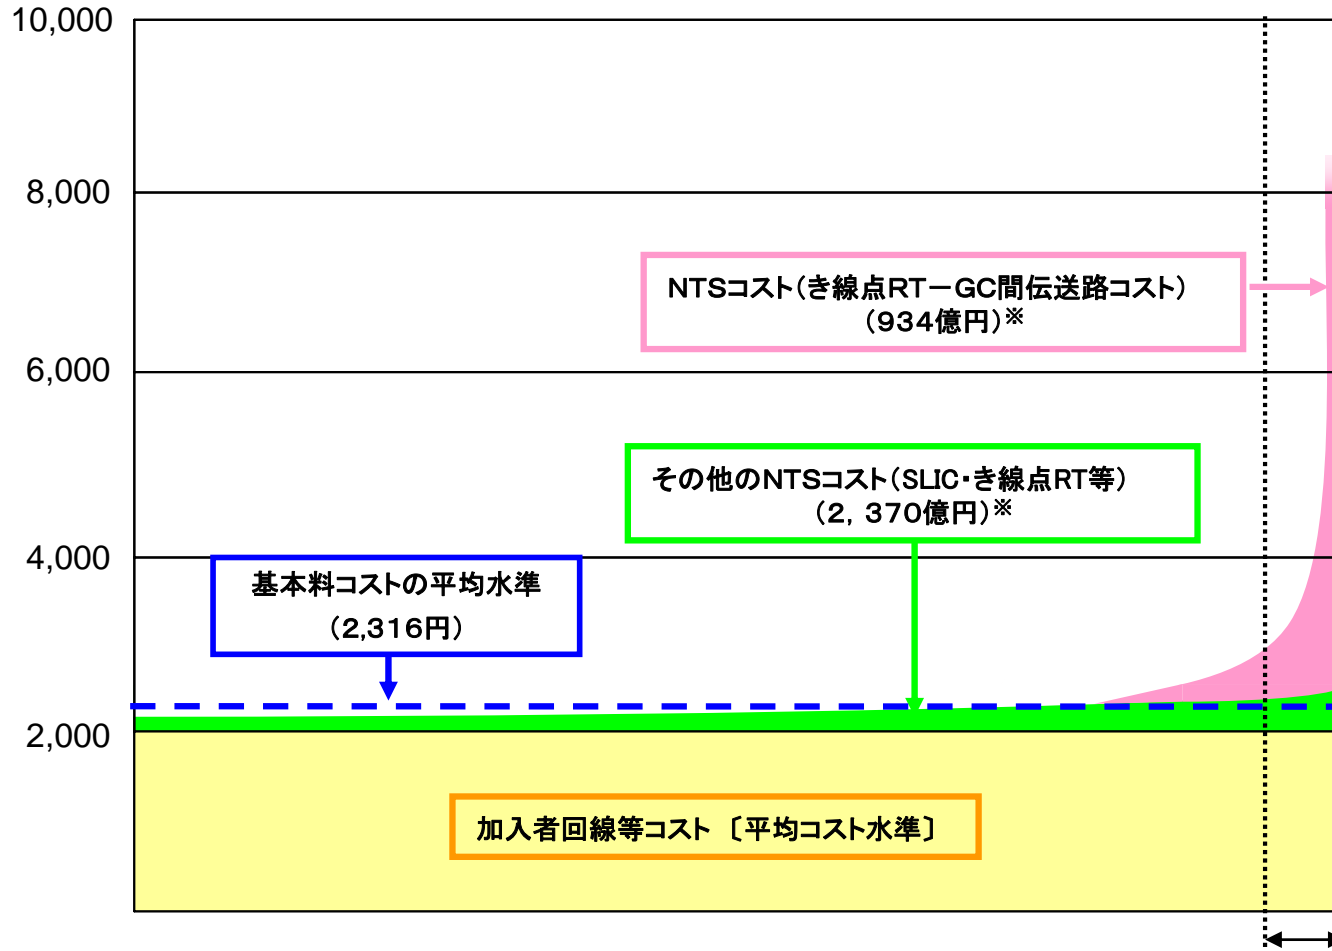 10,000
8,000
NTSコスト（き線点RT－GC間伝送路コスト）
（934億円）※
6,000
その他のNTSコスト（SLIC・き線点RT等）
（2，370億円）※
4,000
基本料コストの平均水準
（2,316円）
2,000
加入者回線等コスト 〔平均コスト水準〕